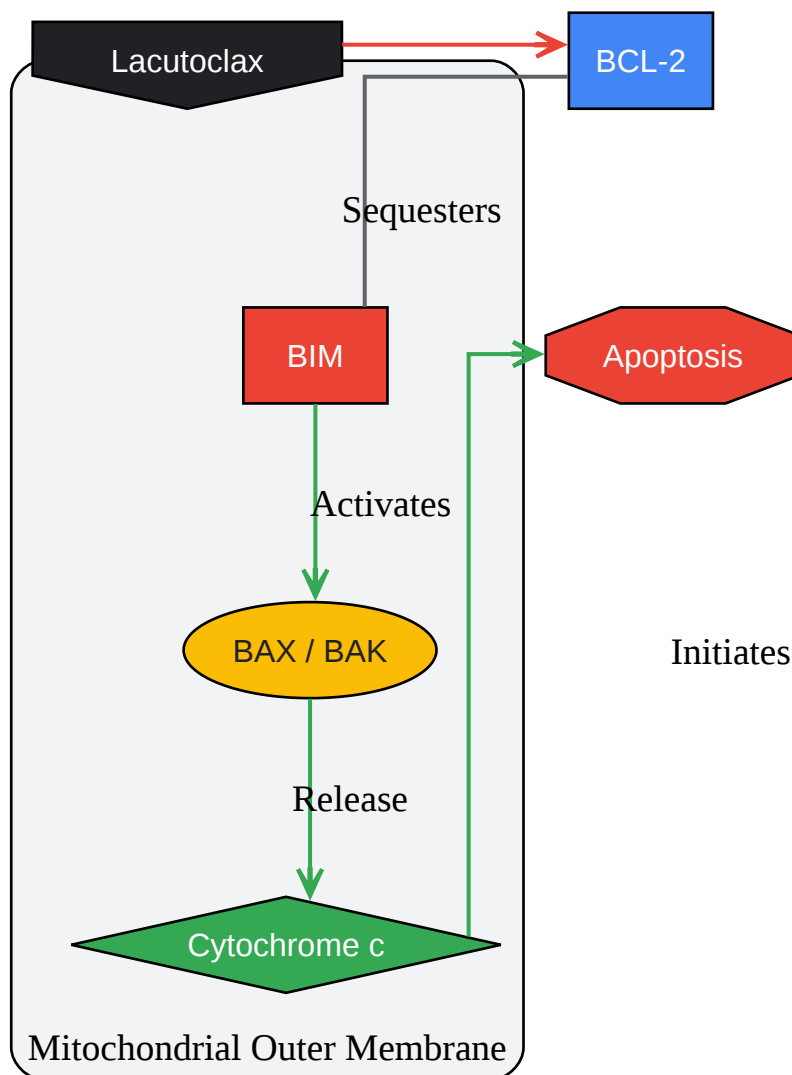 Lacutoclax
BCL-2
Sequesters
BIM
Apoptosis
Activates
BAX / BAK
Initiates
Release
Cytochrome c
Mitochondrial Outer Membrane